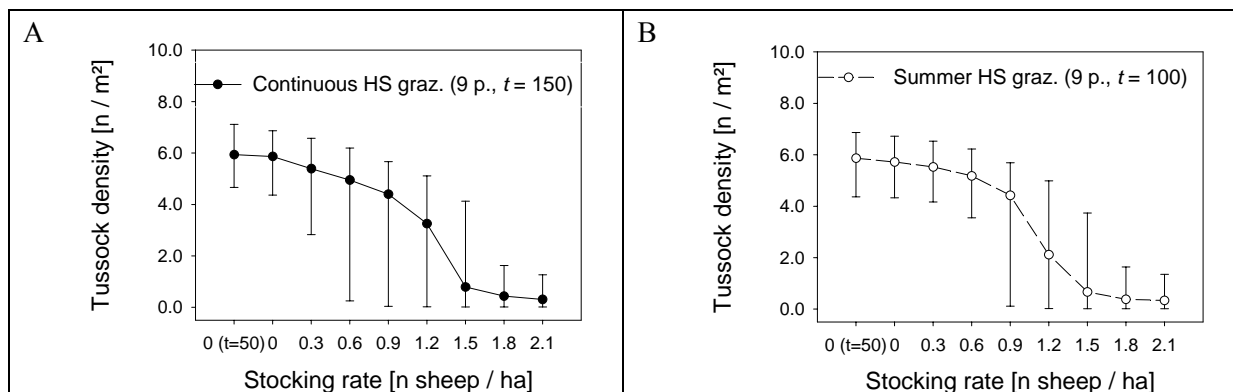 A
Tussock density [n / m²]
10.0
8.0
6.0
4.0
2.0
0.0
Continuous HS graz. (9 p., t = 150)
0 (t=50) 0 0.3 0.6 0.9 1.2 1.5 1.8 2.1
Stocking rate [n sheep / ha]
B
Tussock density [n / m²]
10.0
8.0
6.0
4.0
2.0
0.0
Summer HS graz. (9 p., t = 100)
0 (t=50) 0 0.3 0.6 0.9 1.2 1.5 1.8 2.1
Stocking rate [n sheep / ha]